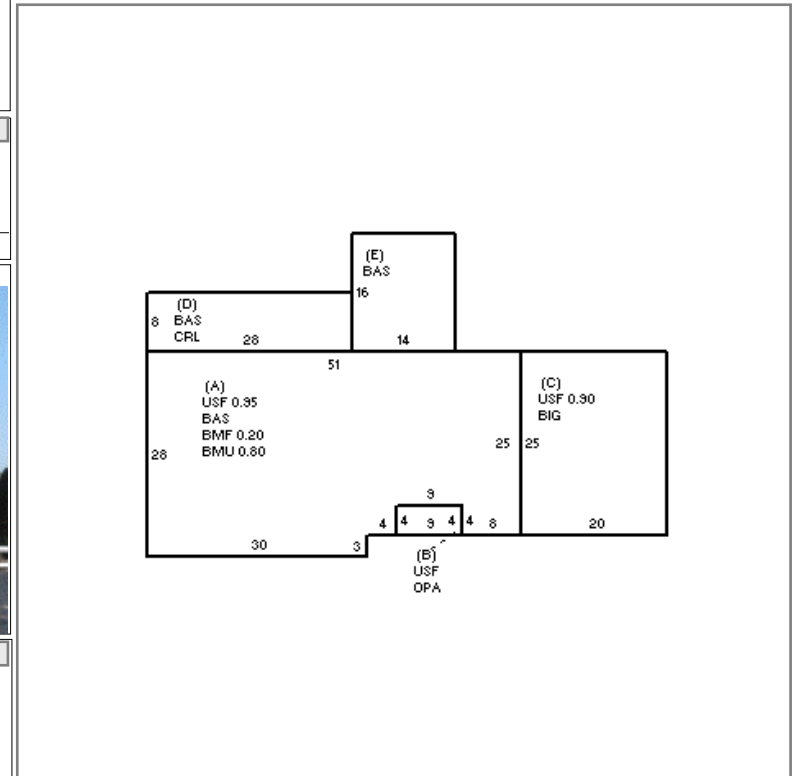 (E)
BAS
16
14
(D)
BAS
CRL
8
28
51
(A)
USF 0.95
BAS
BMF 0.20
BMU 0.80
28
25
(C)
USF 0.90
BIG
25
20
9
4
4
9
4
4
8
30
3
(B)
USF
OPA